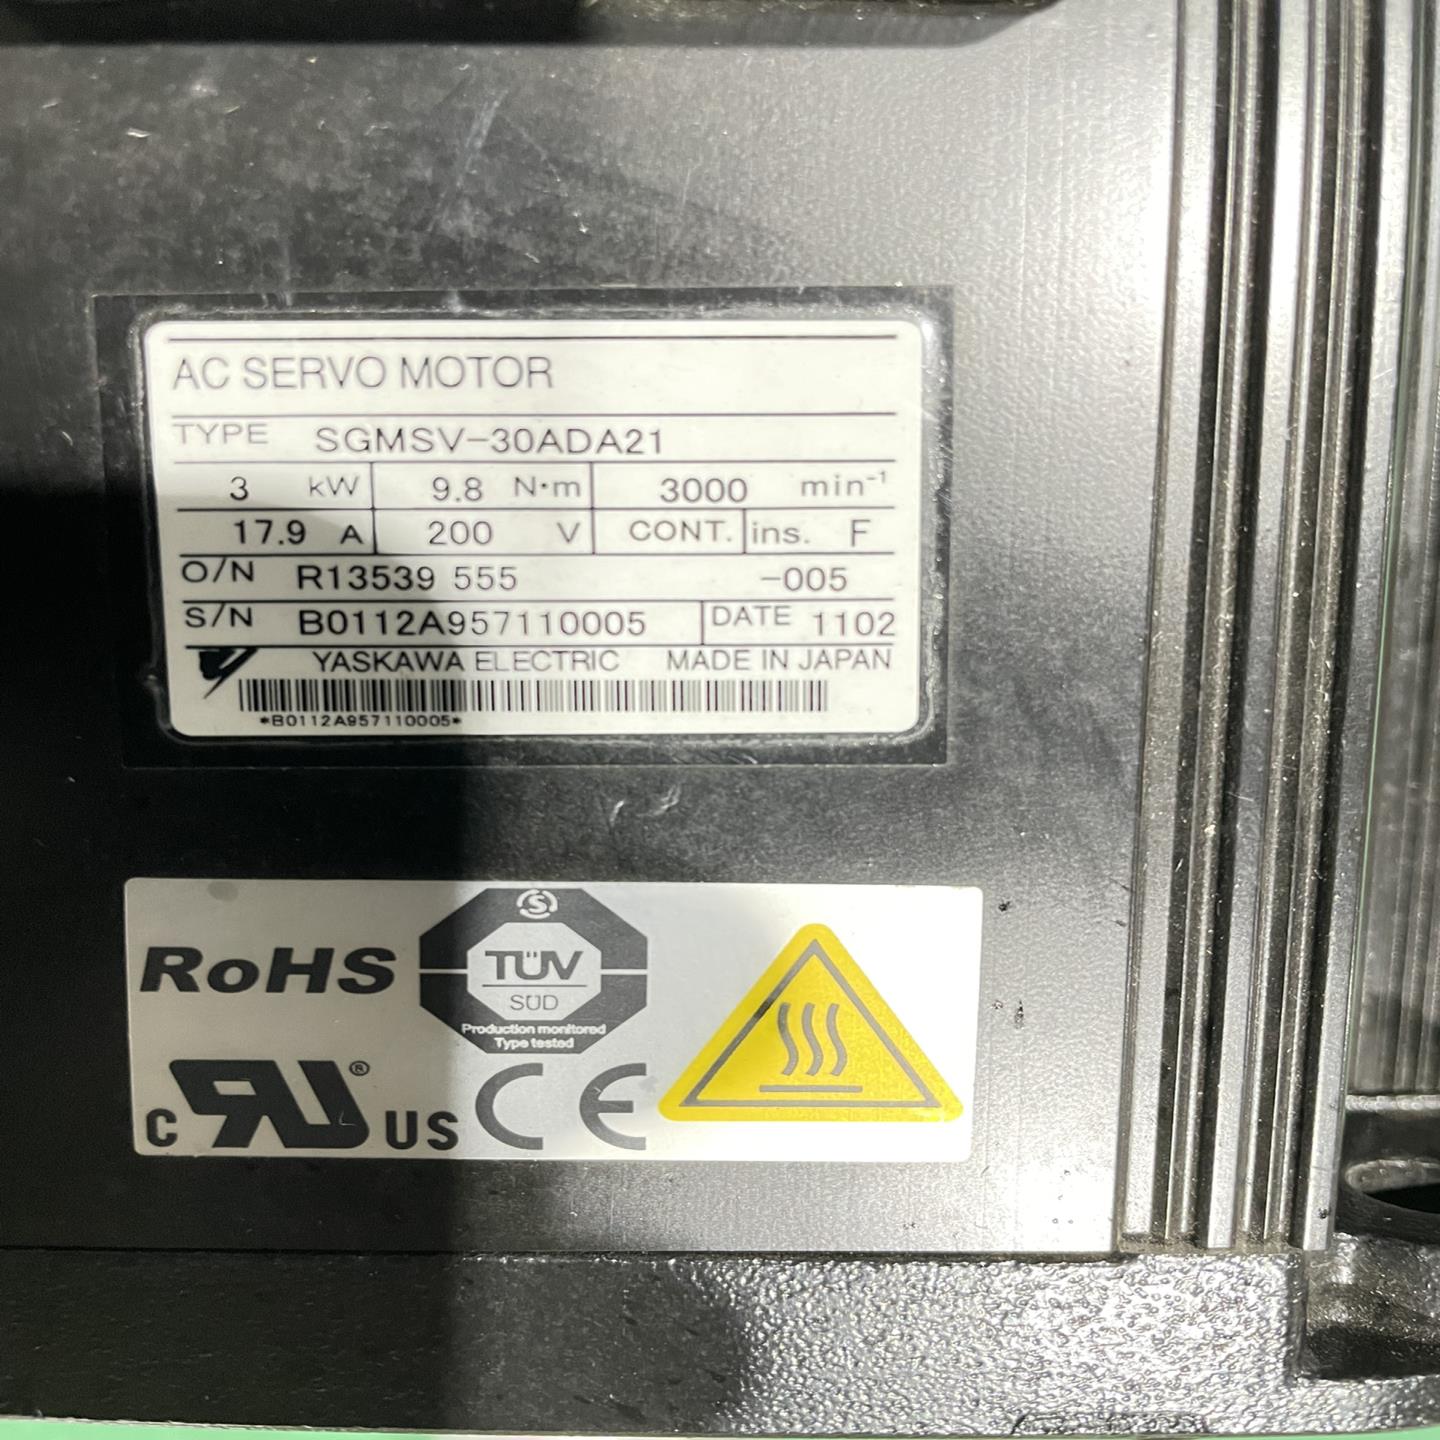 AC SERVO MOTOR
TYPE SGMSV-30ADA21
3 kW 9.8 N·m 3000 min⁻¹
17.9 A 200 V CONT. ins. F
O/N R13539 555 -005
S/N B0112A957110005 DATE 1102
YASKAWA ELECTRIC MADE IN JAPAN
*B0112A957110005*
RoHS
S
TÜV
SÜD
Production monitored
Type tested
C RU ® US CE